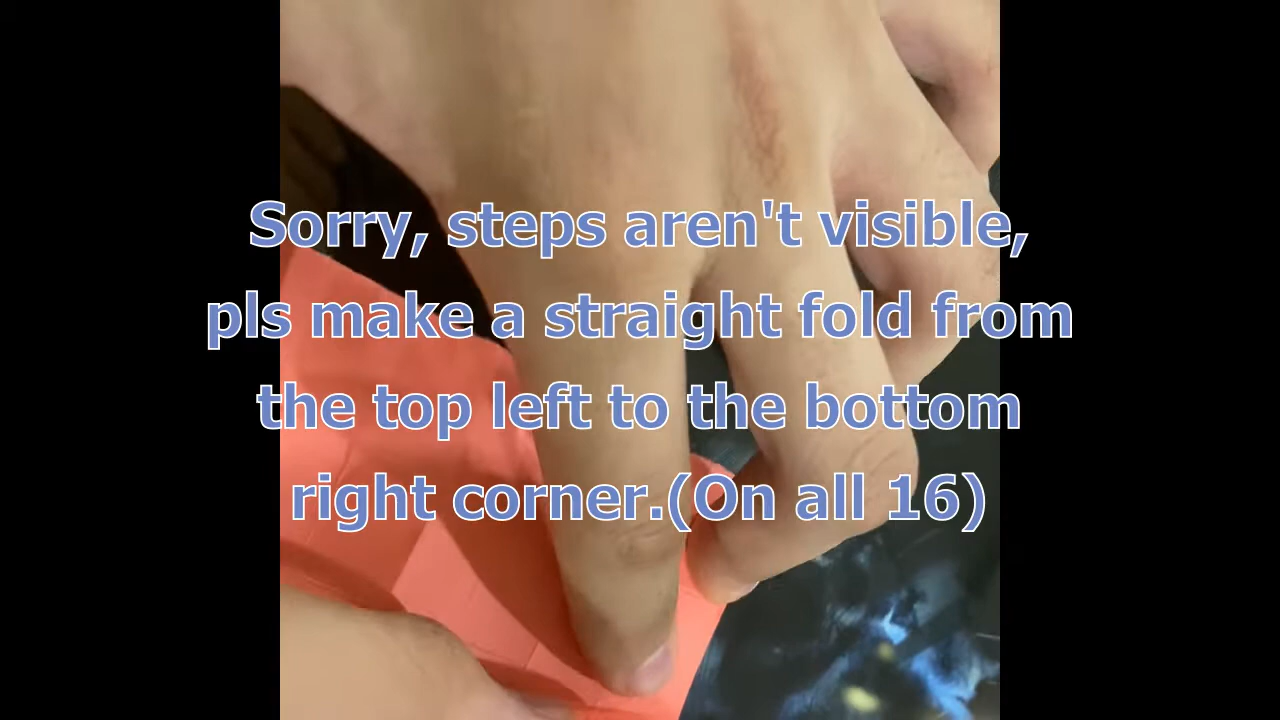 Sorry, steps aren't visible,
pls make a straight fold from
the top left to the bottom
right corner.(On all 16)